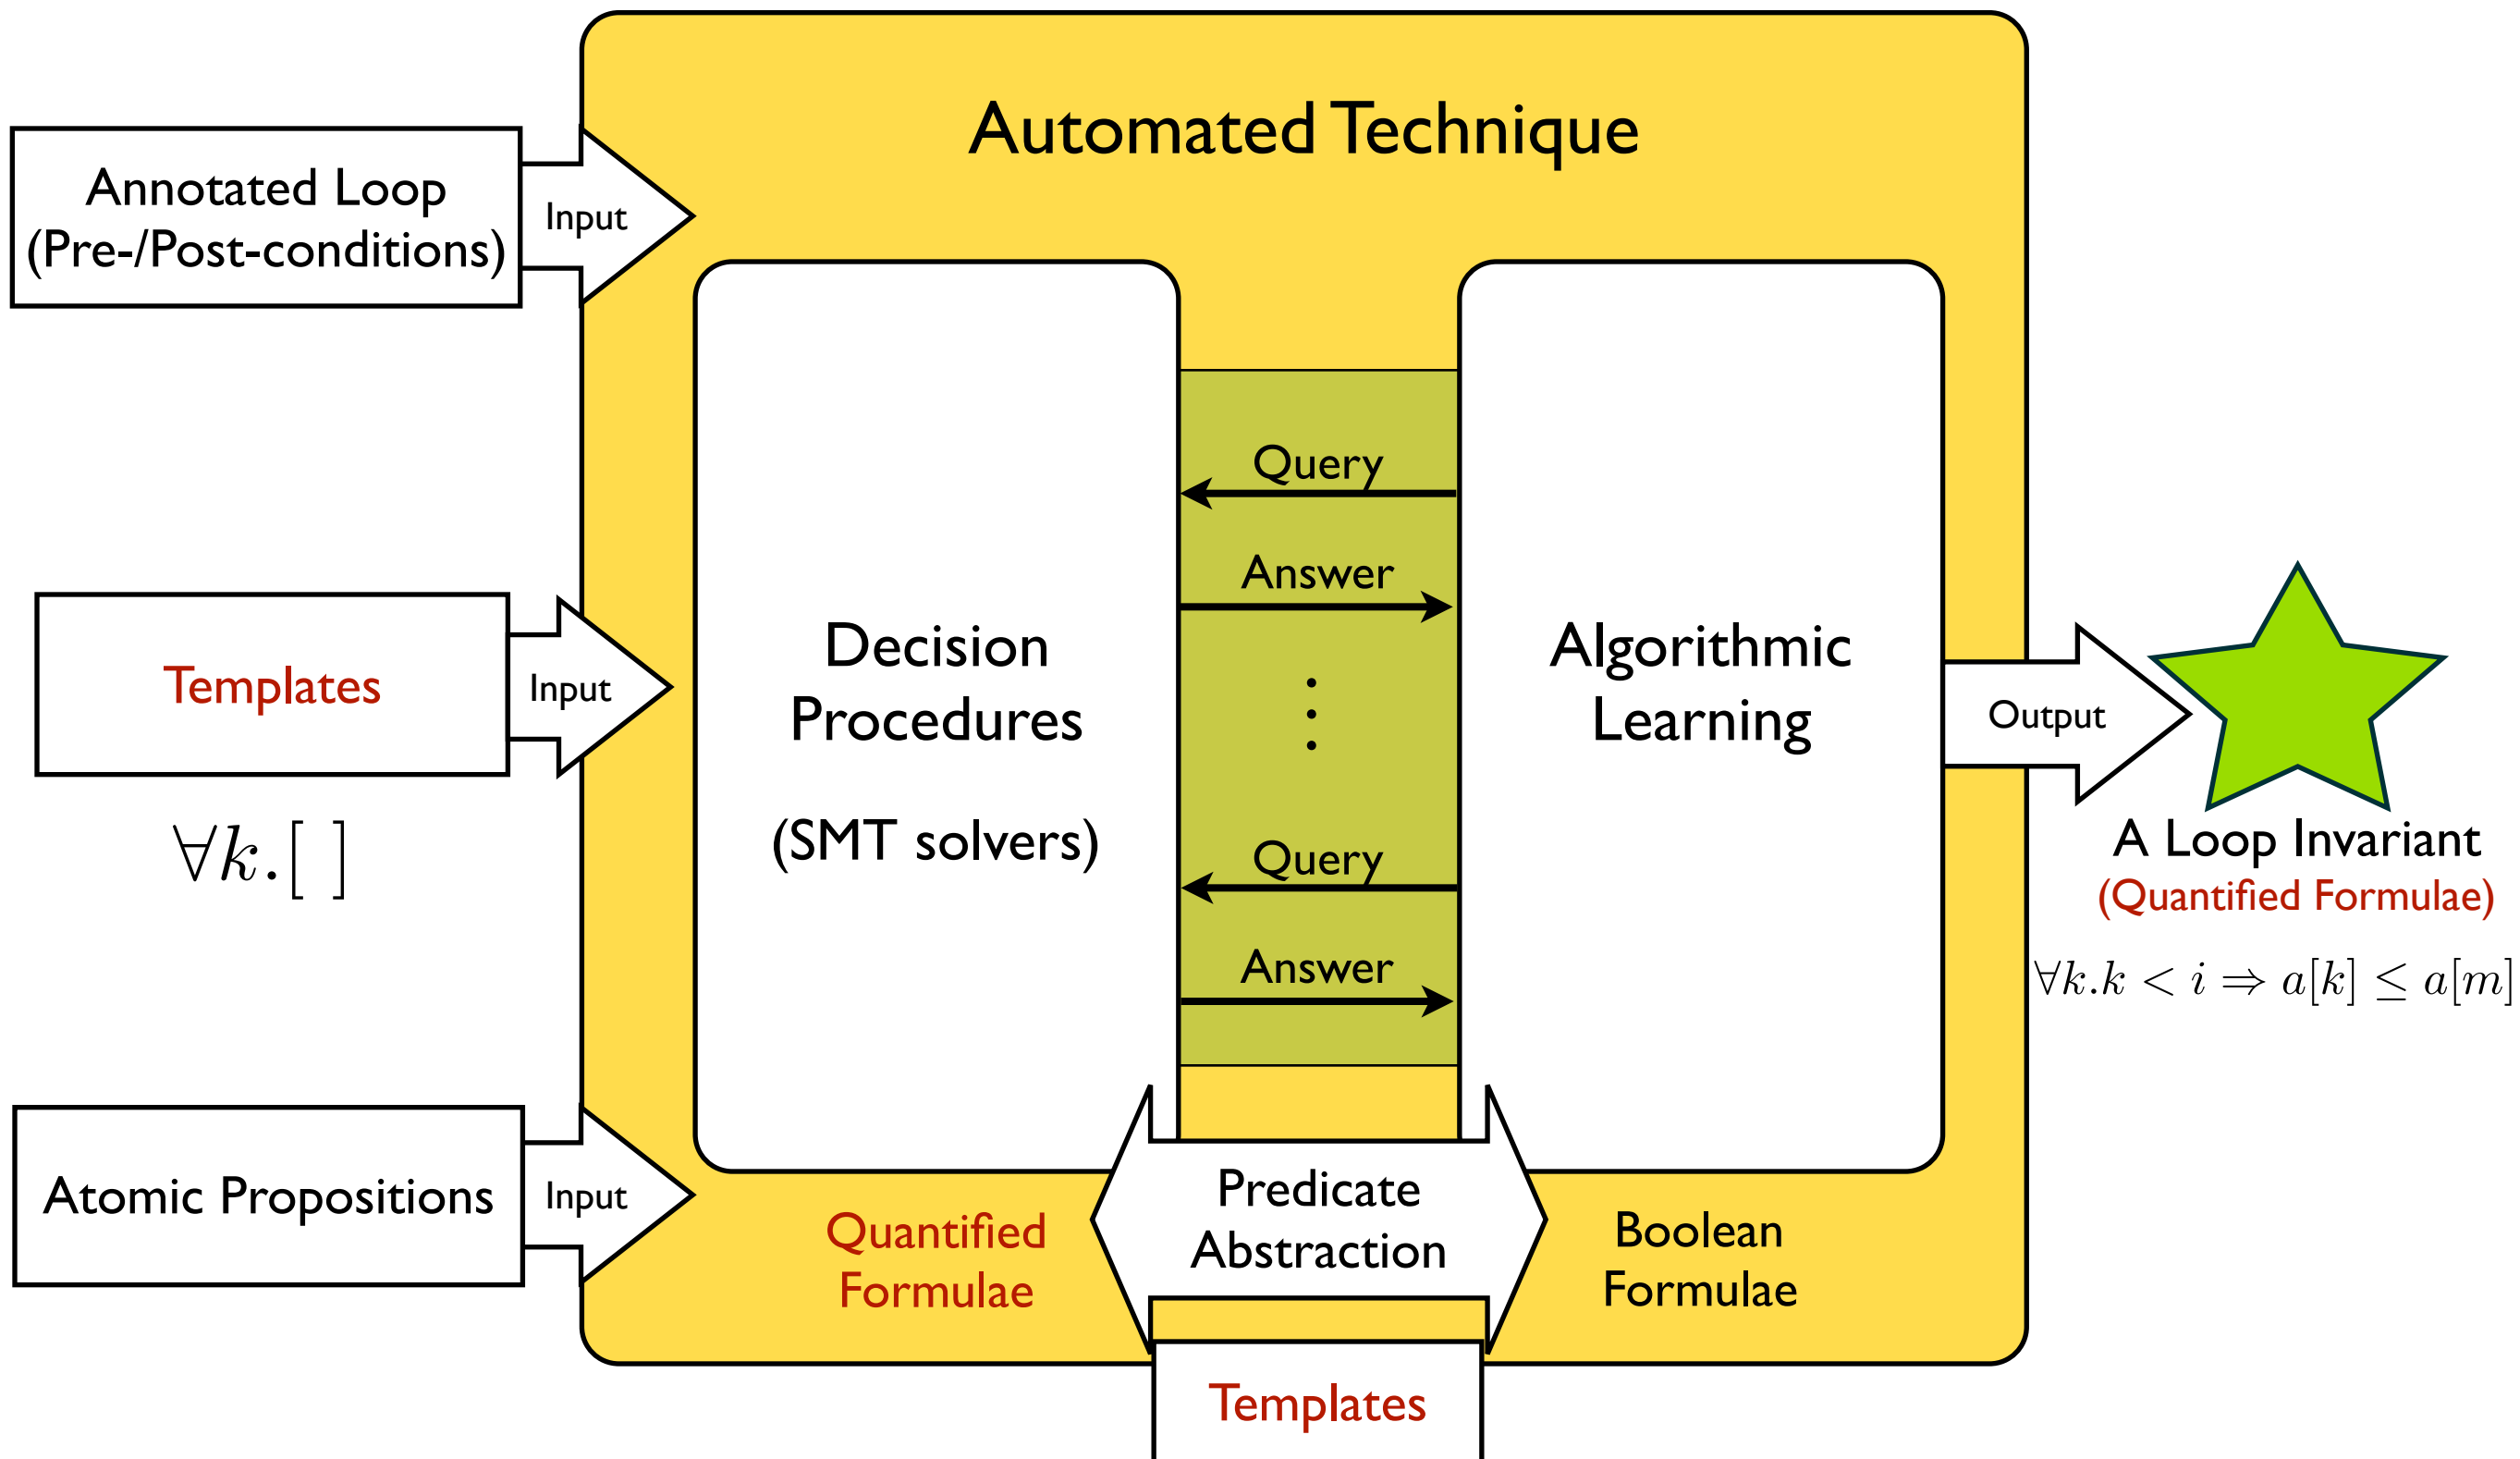 Automated Technique
Annotated Loop
(Pre-/Post-conditions)
Input
Templates
Input
∀k.[ ]
Atomic Propositions
Input
Decision
Procedures
(SMT solvers)
Query
Answer
⋮
Query
Answer
Algorithmic
Learning
Output
A Loop Invariant
(Quantified Formulae)
∀k.k < i ⇒ a[k] ≤ a[m]
Quantified
Formulae
Predicate
Abstraction
Boolean
Formulae
Templates